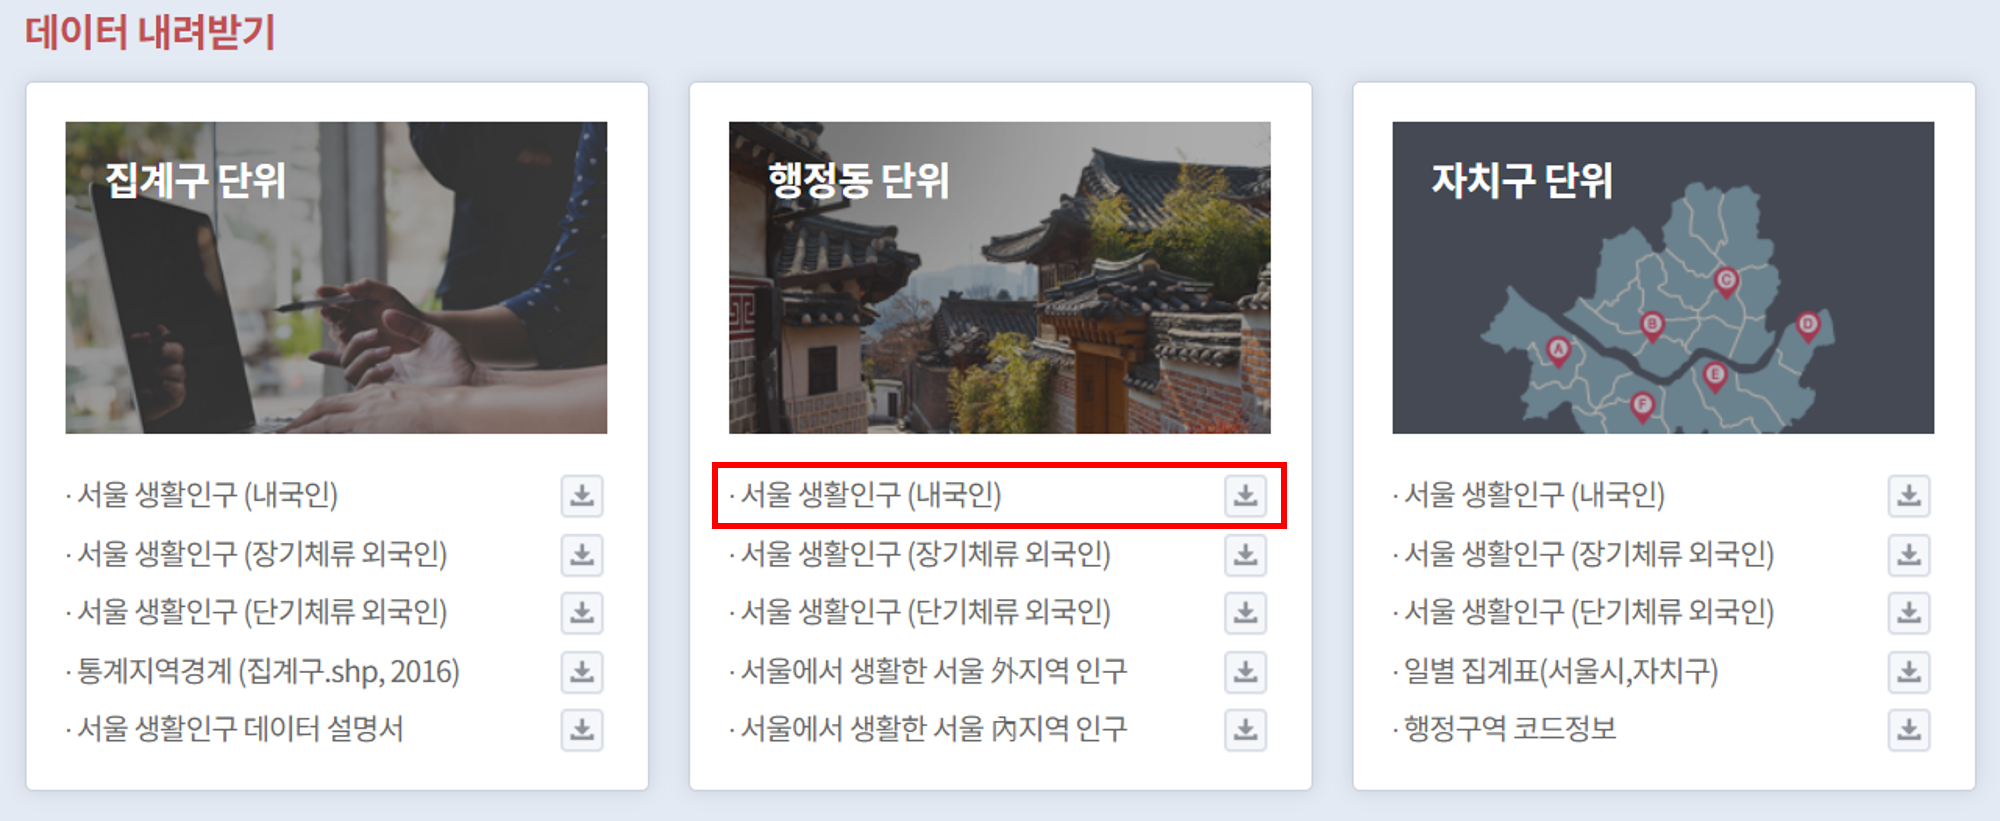 데이터 내려받기
집계구 단위
· 서울 생활인구 (내국인)
· 서울 생활인구 (장기체류 외국인)
· 서울 생활인구 (단기체류 외국인)
· 통계지역경계 (집계구.shp, 2016)
· 서울 생활인구 데이터 설명서
행정동 단위
· 서울 생활인구 (내국인)
· 서울 생활인구 (장기체류 외국인)
· 서울 생활인구 (단기체류 외국인)
· 서울에서 생활한 서울 外지역 인구
· 서울에서 생활한 서울 內지역 인구
자치구 단위
C
B
D
A
E
F
· 서울 생활인구 (내국인)
· 서울 생활인구 (장기체류 외국인)
· 서울 생활인구 (단기체류 외국인)
· 일별 집계표(서울시,자치구)
· 행정구역 코드정보